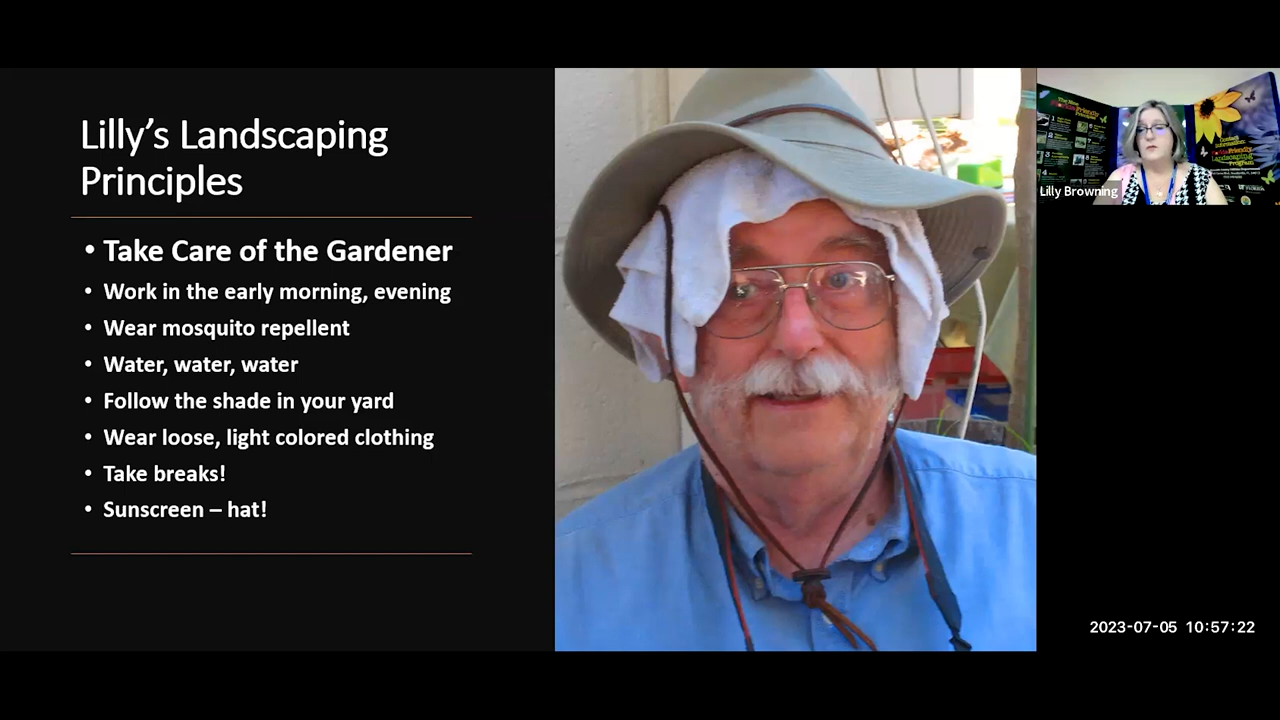 Lilly's Landscaping
Principles
• Take Care of the Gardener
• Work in the early morning, evening
• Wear mosquito repellent
• Water, water, water
• Follow the shade in your yard
• Wear loose, light colored clothing
• Take breaks!
• Sunscreen – hat!
Lilly Browning
2023-07-05 10:57:22